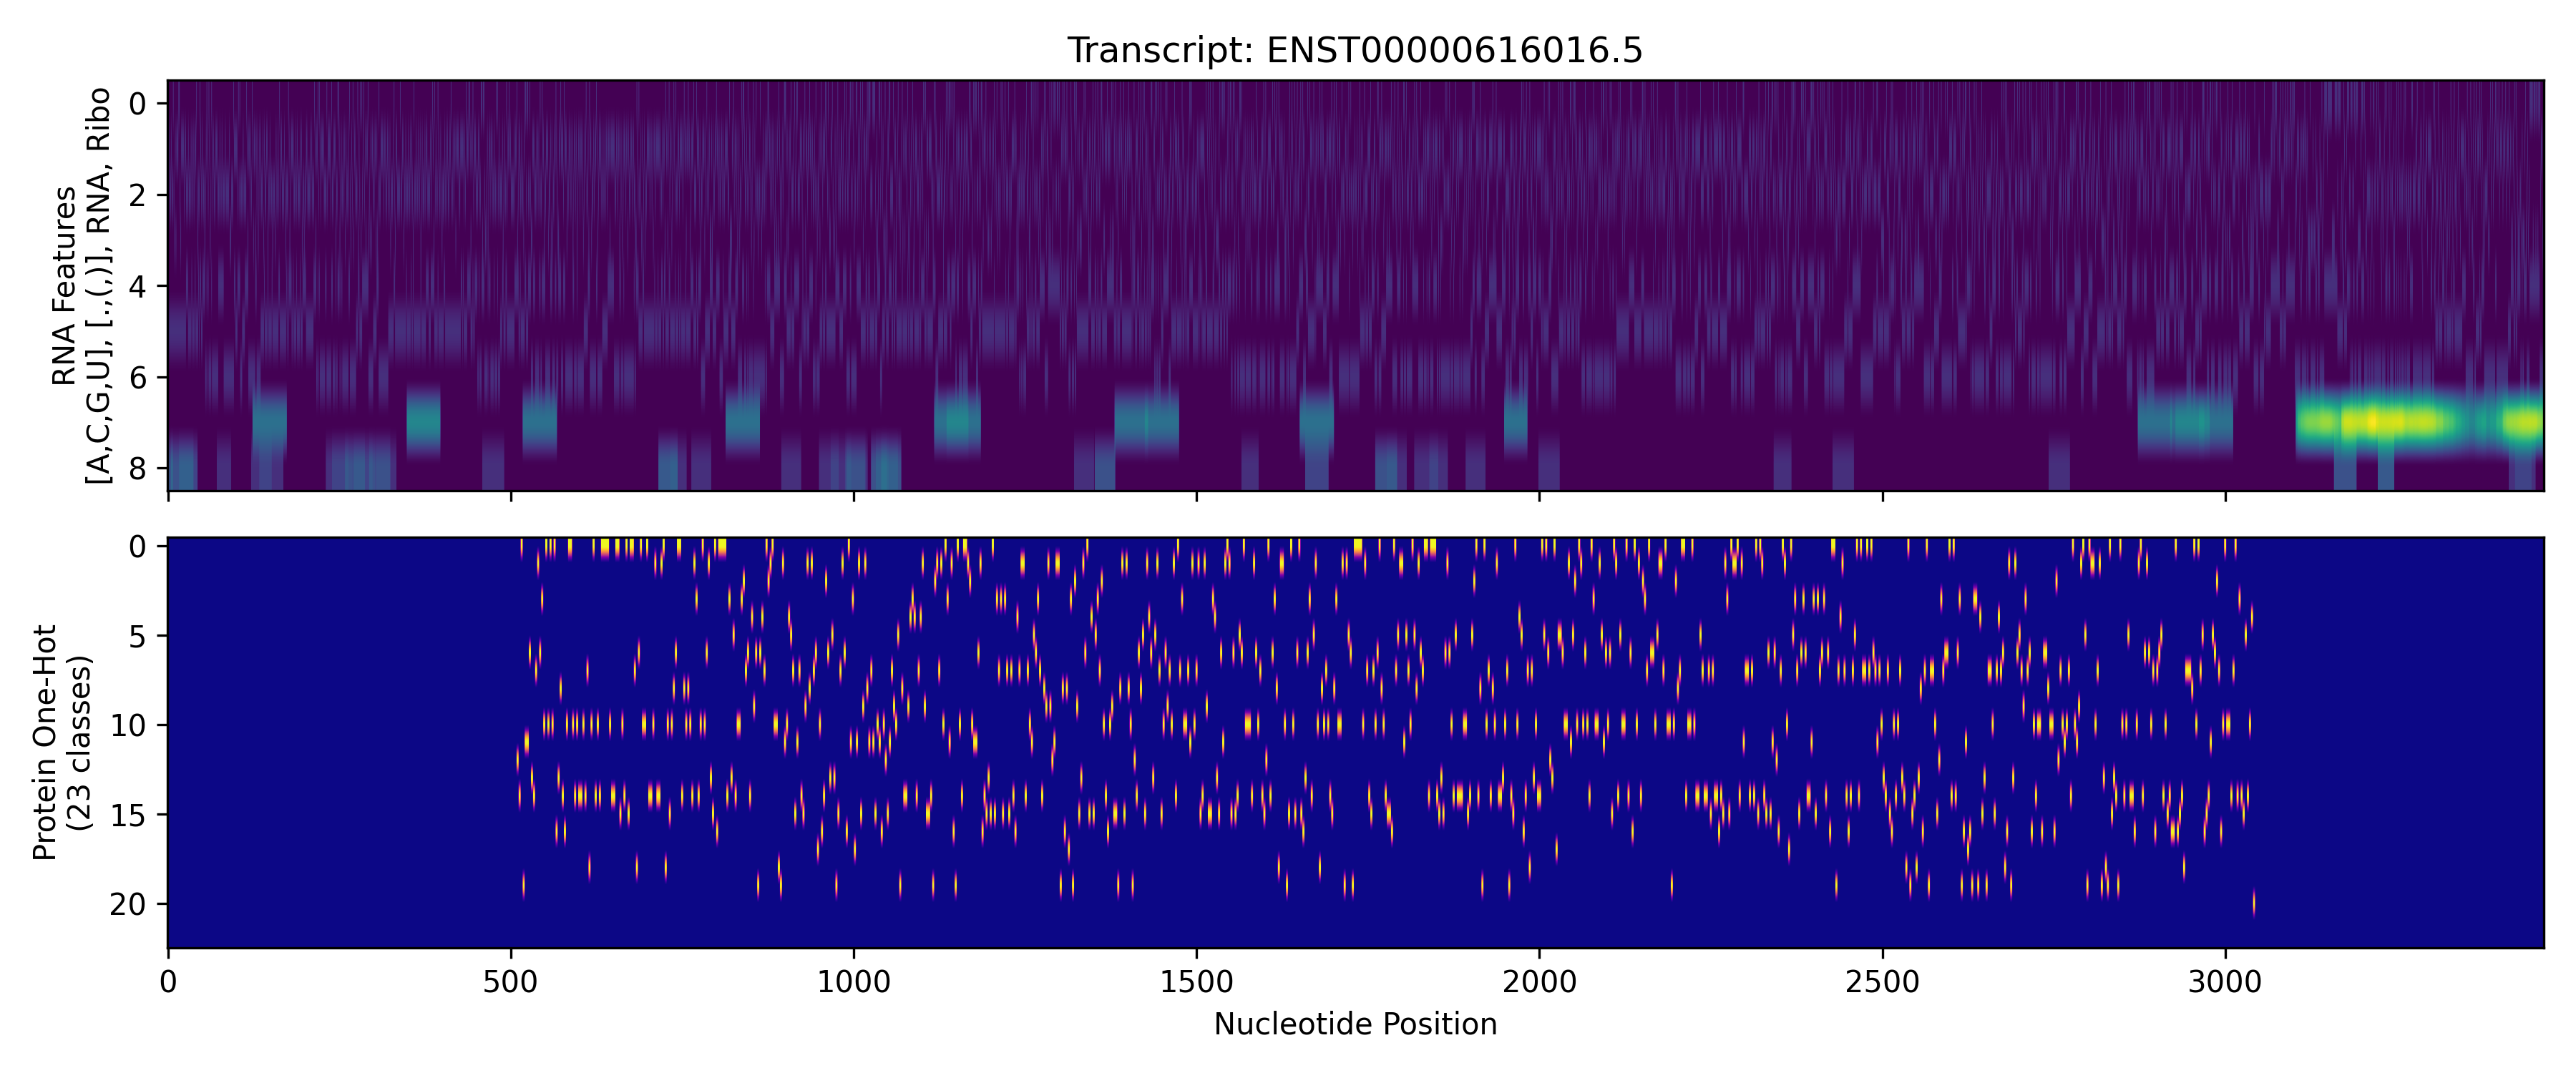 Transcript: ENST00000616016.5
RNA Features
[A,C,G,U], [.,(,)], RNA, Ribo
0
2
4
6
8
Protein One-Hot
(23 classes)
0
5
10
15
20
0 500 1000 1500 2000 2500 3000
Nucleotide Position